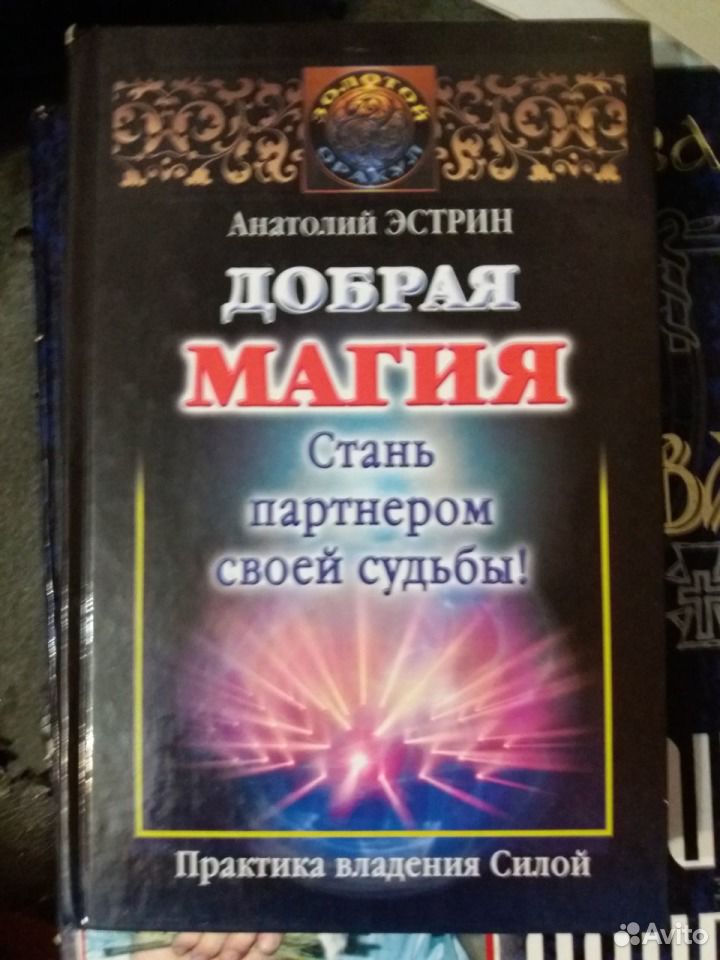 ЗОЛОТОЙ
ОРАКУЛ
Анатолий ЭСТРИН
ДОБРАЯ
МАГИЯ
Стань
партнером
своей судьбы!
Практика владения Силой
Avito